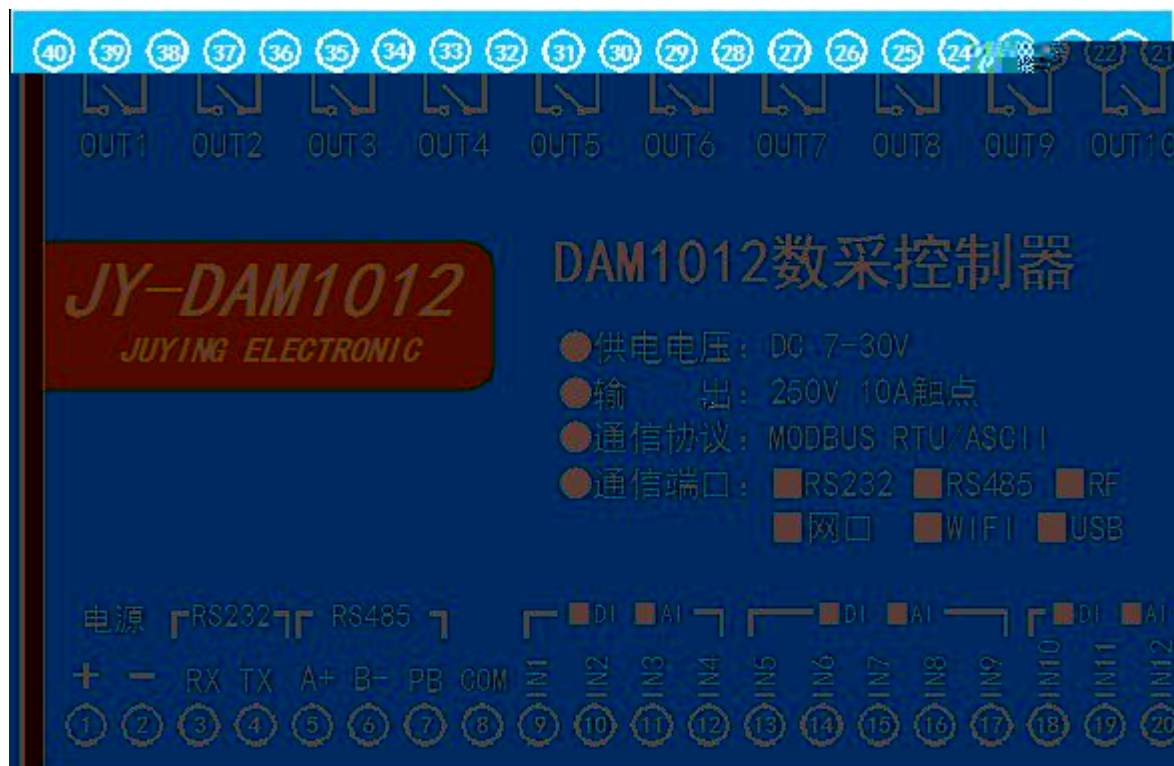 40 39 38 37 36 35 34 33 32 31 30 29 28 27 26 25 24 22 21
OUT1 OUT2 OUT3 OUT4 OUT5 OUT6 OUT7 OUT8 OUT9 OUT10
JY-DAM1012
JUYING ELECTRONIC
DAM1012数采控制器
供电电压: DC 7-30V
输出: 250V 10A触点
通信协议: MODBUS RTU/ASCII
通信端口: RS232 RS485 RF
网口 WIFI USB
电源 RS232 RS485 DI AI DI AI DI AI
+ - RX TX A+ B- PB COM IN1 IN2 IN3 IN4 IN5 IN6 IN7 IN8 IN9 IN10 IN11 IN12
1 2 3 4 5 6 7 8 9 10 11 12 13 14 15 16 17 18 19 20